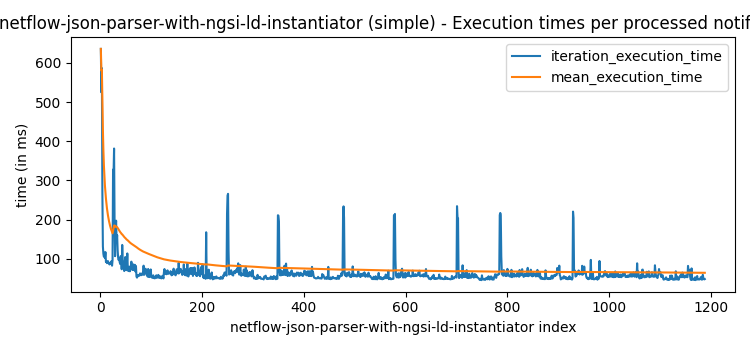 netflow-json-parser-with-ngsi-ld-instantiator (simple) - Execution times per processed notif
iteration_execution_time
mean_execution_time
600
500
400
300
200
100
time (in ms)
0 200 400 600 800 1000 1200
netflow-json-parser-with-ngsi-ld-instantiator index